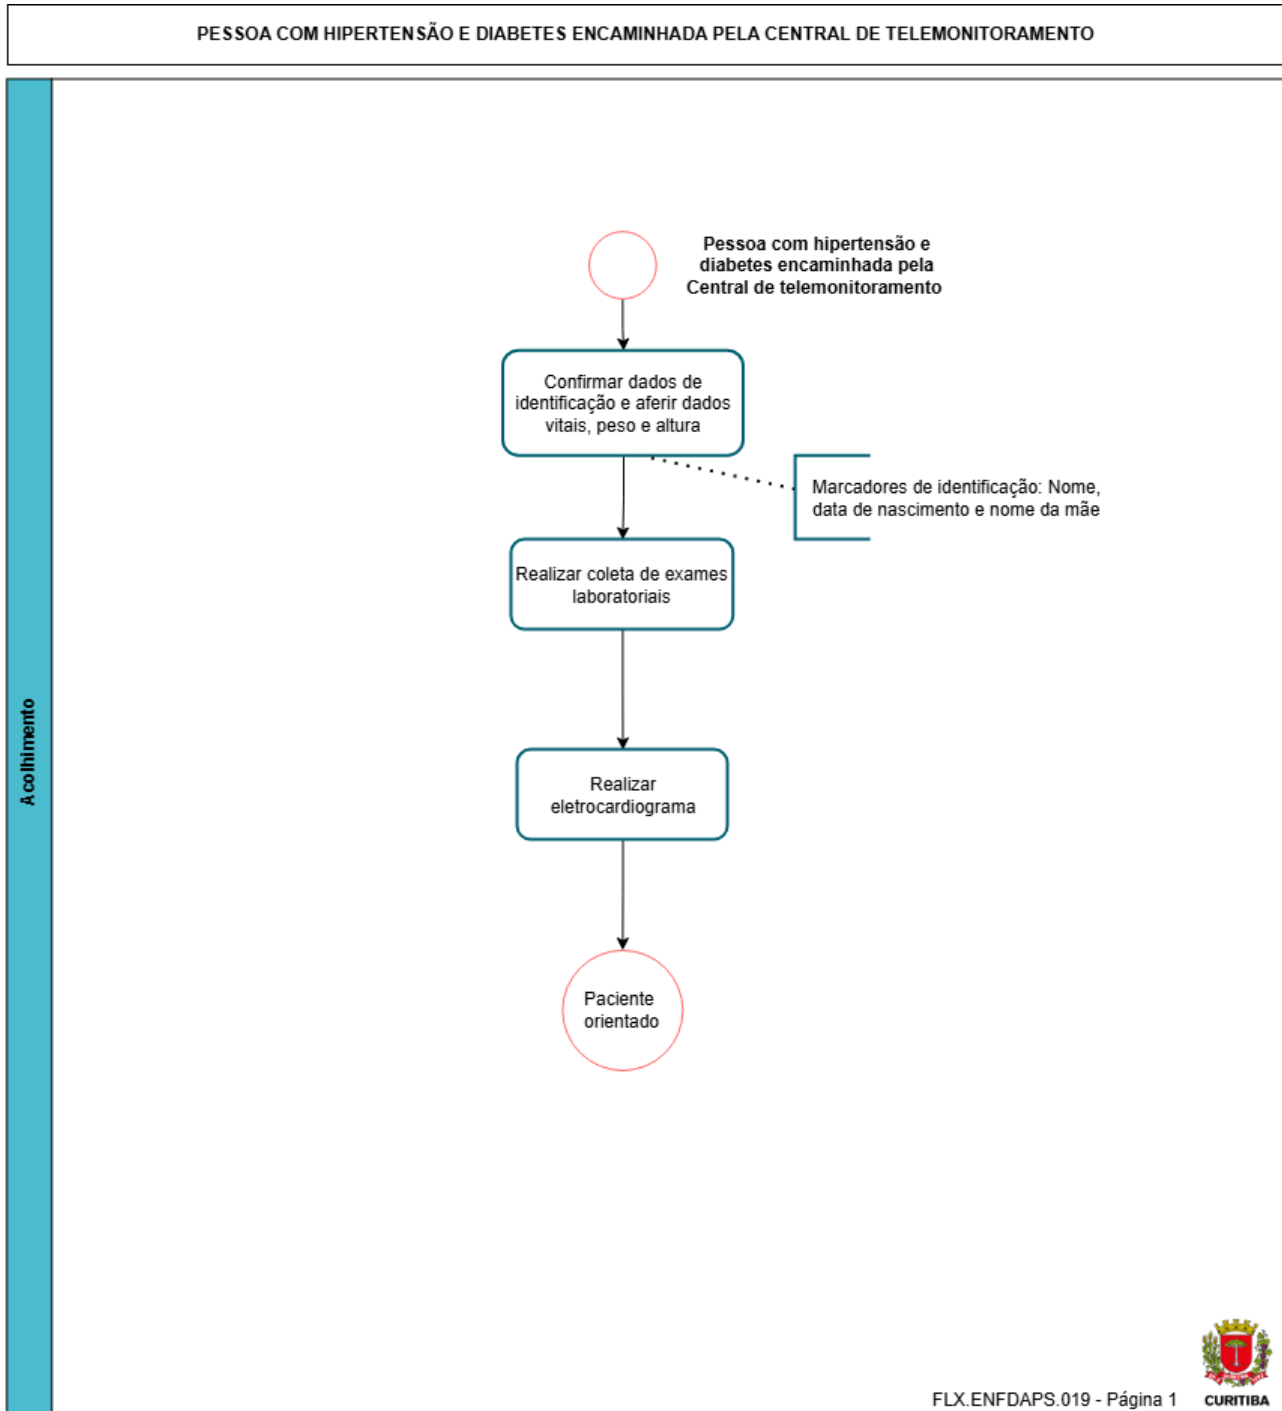 PESSOA COM HIPERTENSÃO E DIABETES ENCAMINHADA PELA CENTRAL DE TELEMONITORAMENTO
Acolhimento
Pessoa com hipertensão e
diabetes encaminhada pela
Central de telemonitoramento
Confirmar dados de
identificação e aferir dados
vitais, peso e altura
Marcadores de identificação: Nome,
data de nascimento e nome da mãe
Realizar coleta de exames
laboratoriais
Realizar
eletrocardiograma
Paciente
orientado
FLX.ENFDAPS.019 - Página 1
CURITIBA